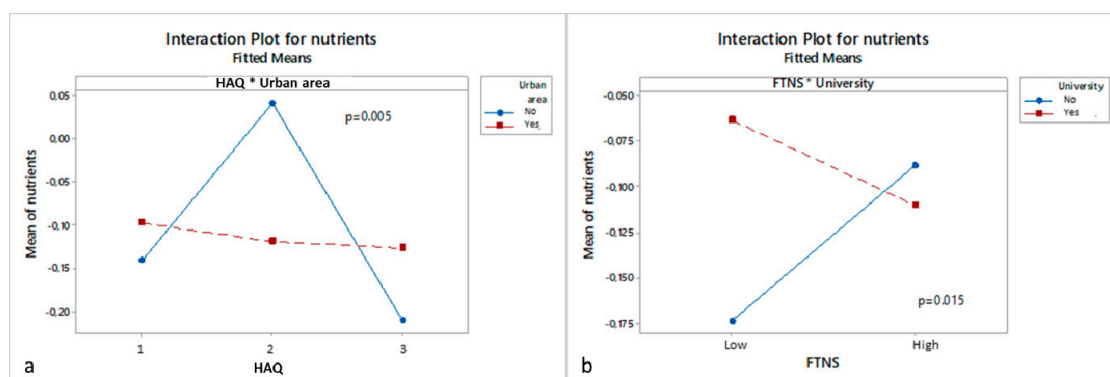 Interaction Plot for nutrients
Fitted Means
HAQ * Urban area
Urban
area
No
Yes
p=0.005
Mean of nutrients
0.05
0.00
-0.05
-0.10
-0.15
-0.20
1 2 3
HAQ
a
Interaction Plot for nutrients
Fitted Means
FTNS * University
University
No
Yes
p=0.015
Mean of nutrients
-0.050
-0.075
-0.100
-0.125
-0.150
-0.175
Low High
FTNS
b